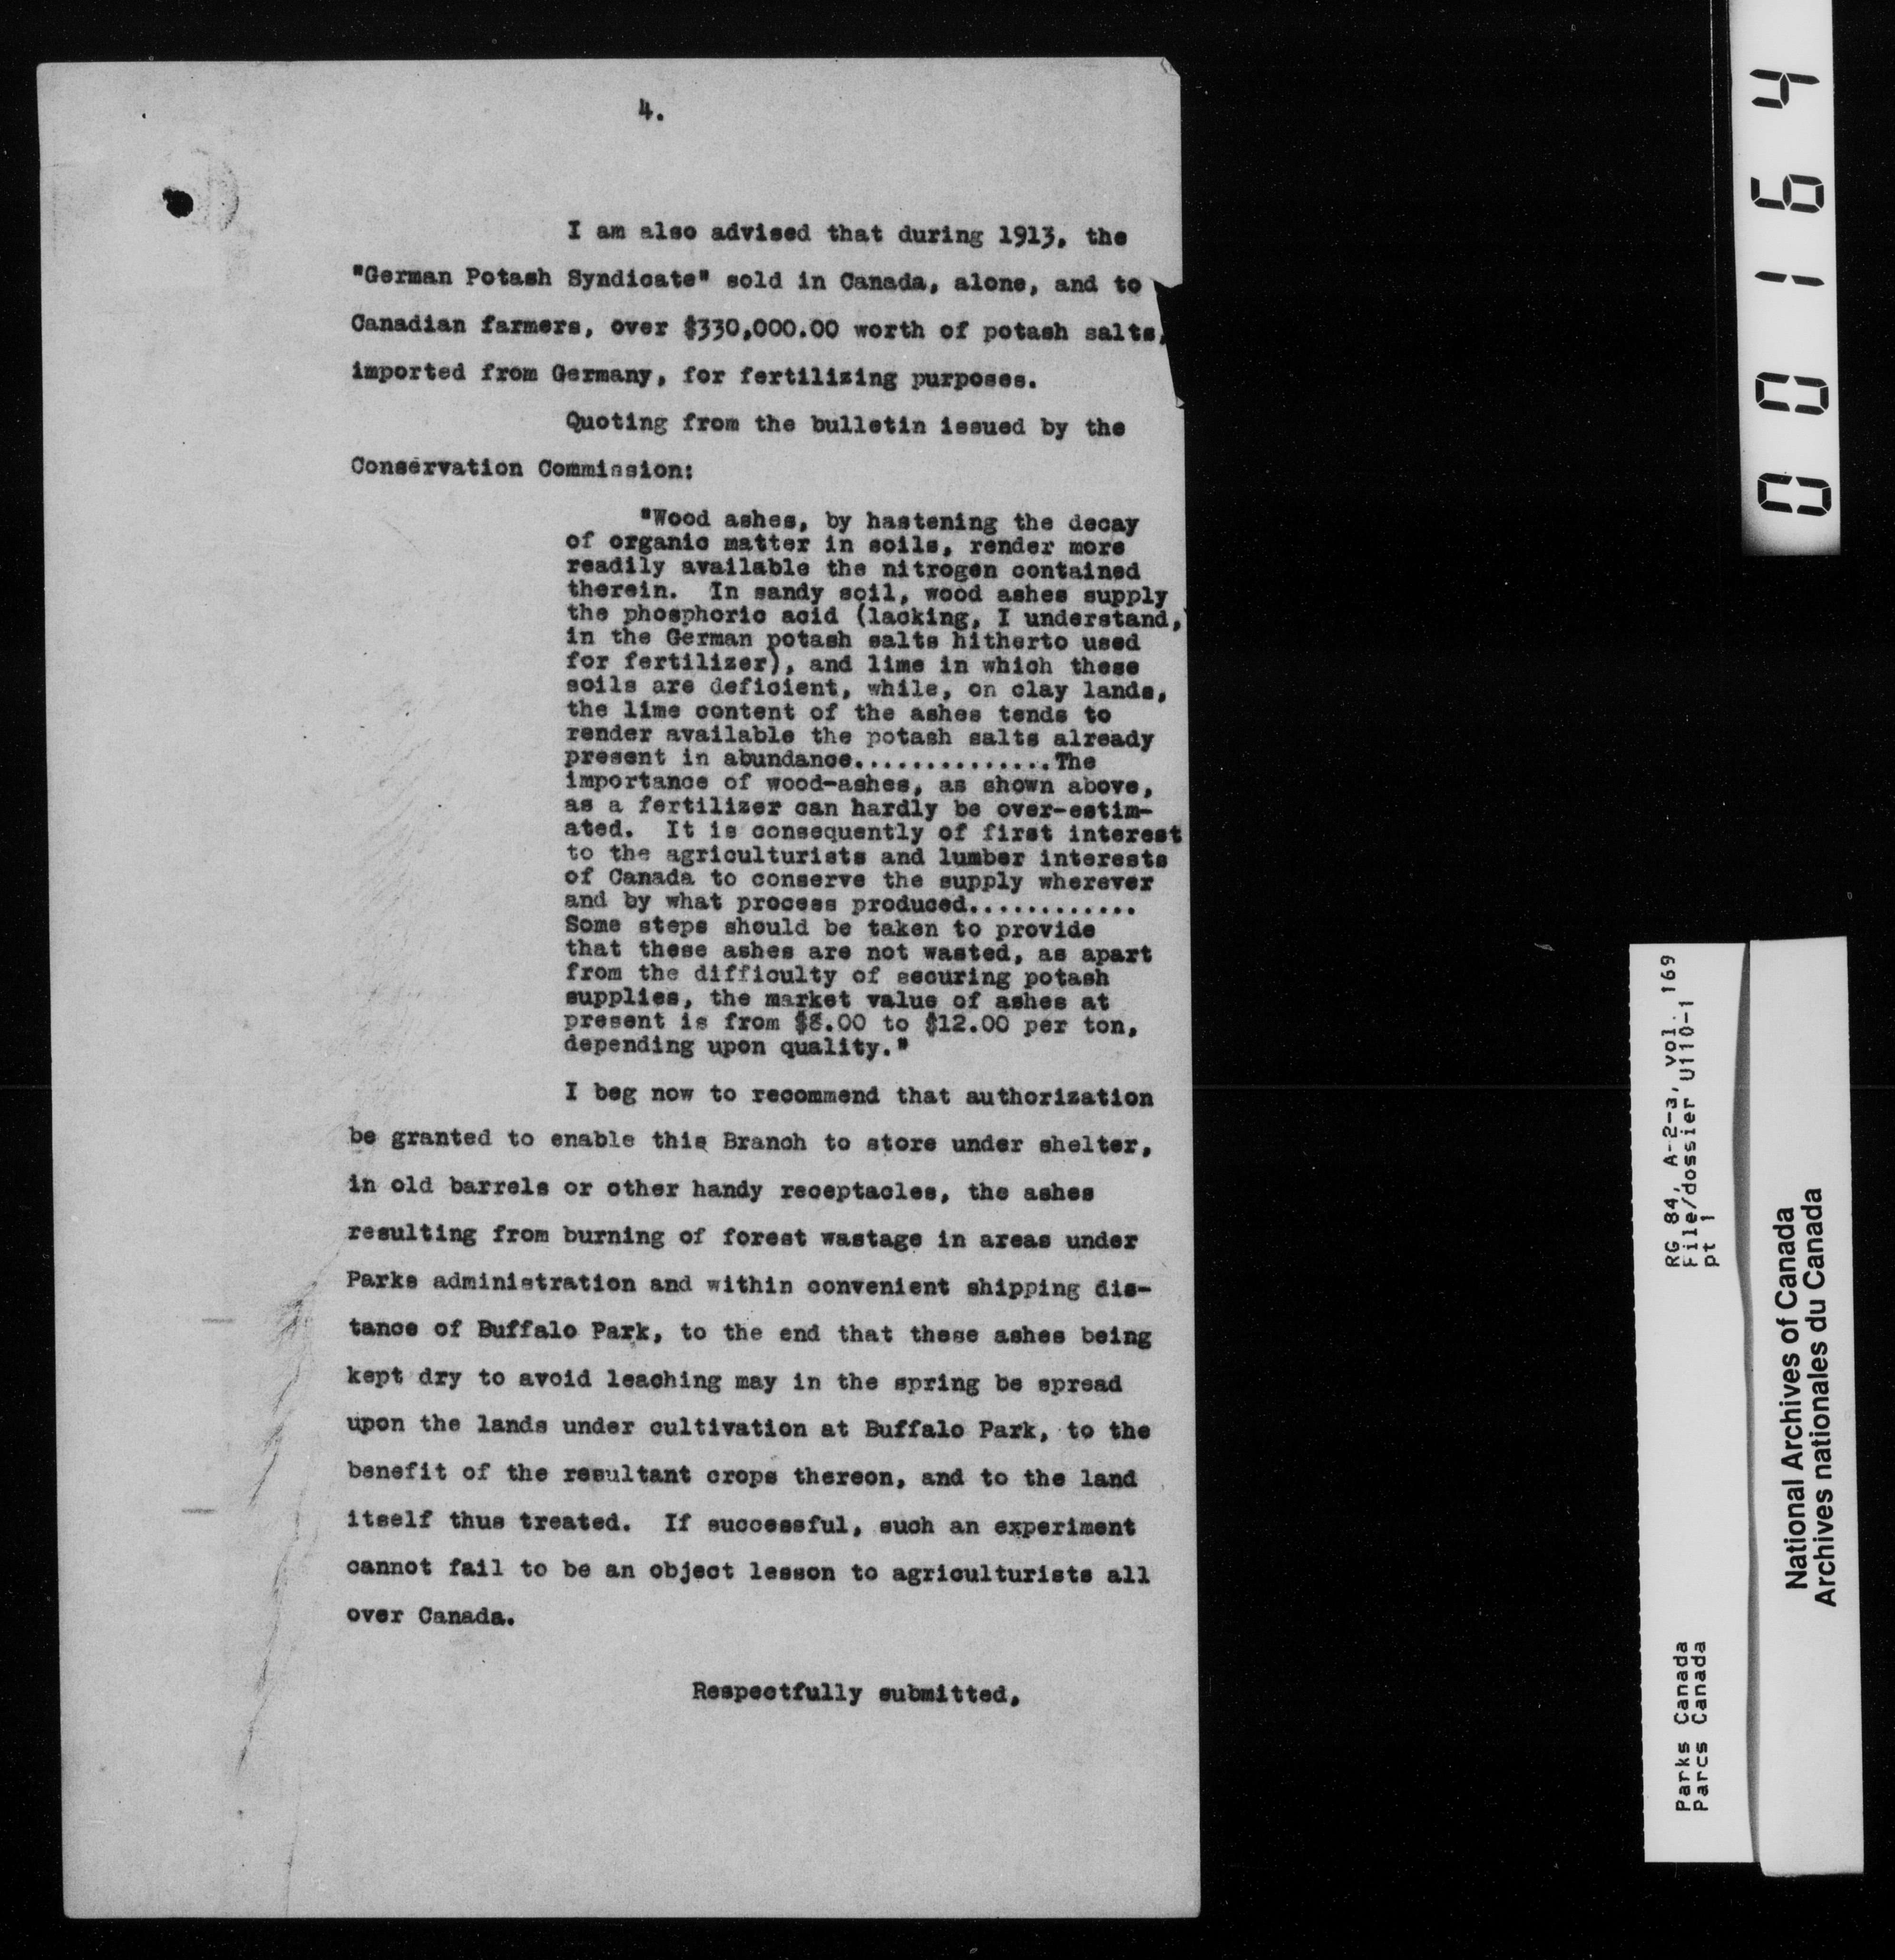 4.
I am also advised that during 1913, the
"German Potash Syndicate" sold in Canada, alone, and to
Canadian farmers, over $330,000.00 worth of potash salts,
imported from Germany, for fertilizing purposes.
Quoting from the bulletin issued by the
Conservation Commission:
"Wood ashes, by hastening the decay
of organic matter in soils, render more
readily available the nitrogen contained
therein. In sandy soil, wood ashes supply
the phosphoric acid (lacking, I understand,
in the German potash salts hitherto used
for fertilizer), and lime in which these
soils are deficient, while, on clay lands,
the lime content of the ashes tends to
render available the potash salts already
present in abundance..............The
importance of wood-ashes, as shown above,
as a fertilizer can hardly be over-estim-
ated. It is consequently of first interest
to the agriculturists and lumber interests
of Canada to conserve the supply wherever
and by what process produced............
Some steps should be taken to provide
that these ashes are not wasted, as apart
from the difficulty of securing potash
supplies, the market value of ashes at
present is from $8.00 to $12.00 per ton,
depending upon quality."
I beg now to recommend that authorization
be granted to enable this Branch to store under shelter,
in old barrels or other handy receptacles, the ashes
resulting from burning of forest wastage in areas under
Parks administration and within convenient shipping dis-
tance of Buffalo Park, to the end that these ashes being
kept dry to avoid leaching may in the spring be spread
upon the lands under cultivation at Buffalo Park, to the
benefit of the resultant crops thereon, and to the land
itself thus treated. If successful, such an experiment
cannot fail to be an object lesson to agriculturists all
over Canada.
Respectfully submitted,
00164
RG 84, A-2-3, vol. 169
File/dossier U110-1
pt 1
Parks Canada
Parcs Canada
National Archives of Canada
Archives nationales du Canada